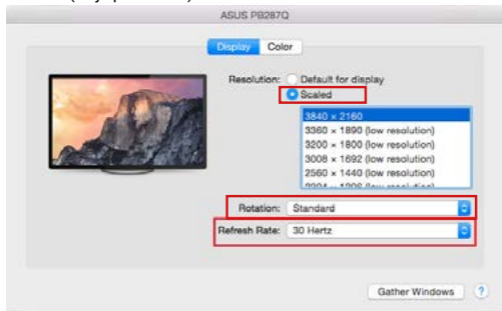 ASUS PB287Q
Display Color
Resolution: Default for display
Scaled
3840 × 2160
3360 × 1890 (low resolution)
3200 × 1800 (low resolution)
3008 × 1692 (low resolution)
2560 × 1440 (low resolution)
Rotation: Standard
Refresh Rate: 30 Hertz
Gather Windows ?